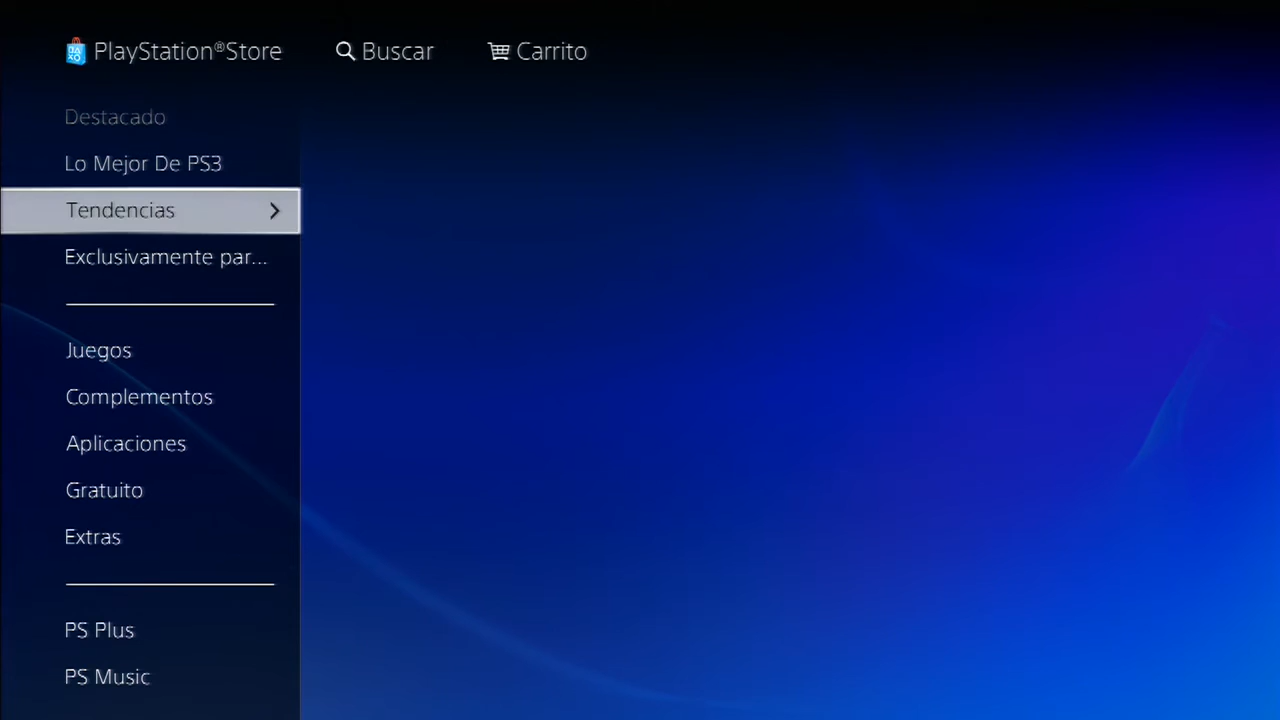 PlayStation®Store
Buscar
Carrito
Destacado
Lo Mejor De PS3
Tendencias
Exclusivamente par...
Juegos
Complementos
Aplicaciones
Gratuito
Extras
PS Plus
PS Music